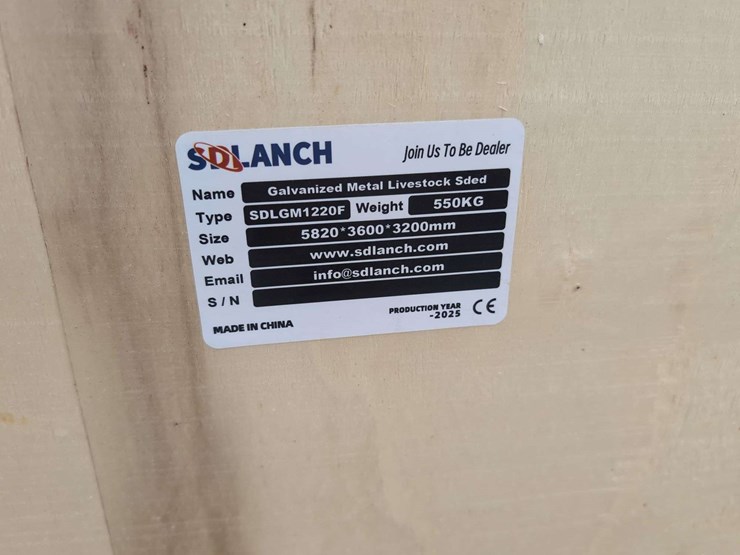 SDLANCH
Join Us To Be Dealer
Name Galvanized Metal Livestock Sded
Type SDLGM1220F Weight 550KG
Size 5820*3600*3200mm
Web www.sdlanch.com
Email info@sdlanch.com
S / N
MADE IN CHINA
PRODUCTION YEAR
-2025
CE